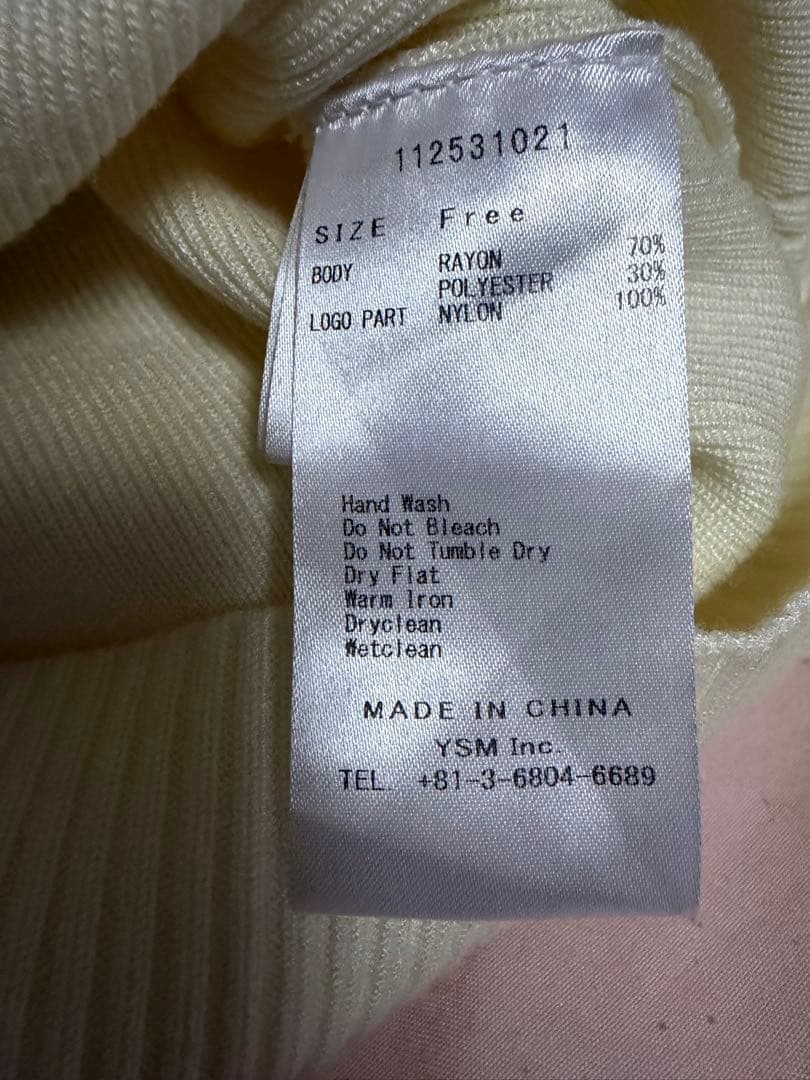 112531021
SIZE Free
BODY RAYON 70%
POLYESTER 30%
LOGO PART NYLON 100%
Hand Wash
Do Not Bleach
Do Not Tumble Dry
Dry Flat
Warm Iron
Dryclean
Wetclean
MADE IN CHINA
YSM Inc.
TEL +81-3-6804-6689